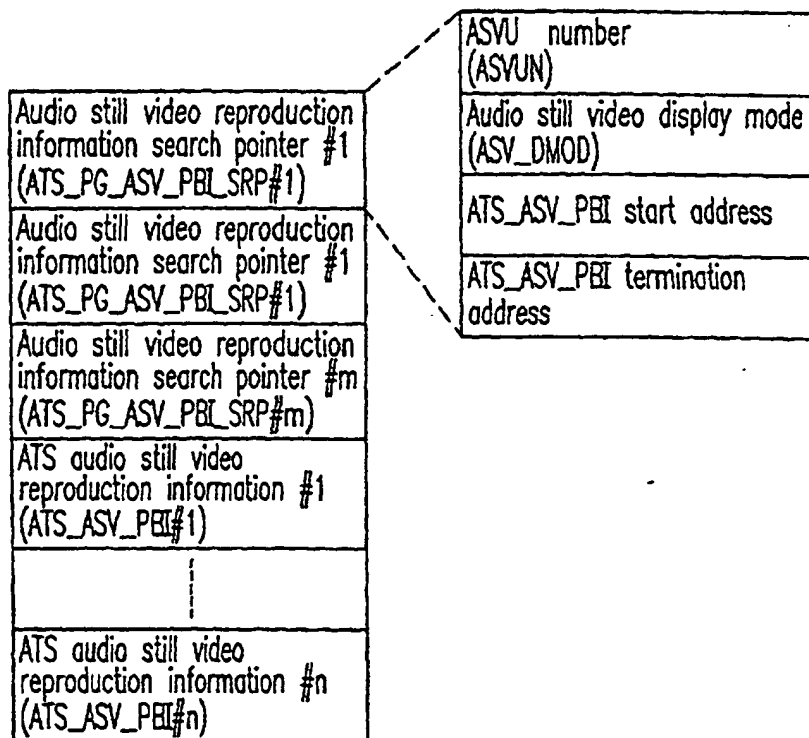 Audio still video reproduction
information search pointer #1
(ATS_PG_ASV_PBI_SRP#1)
Audio still video reproduction
information search pointer #1
(ATS_PG_ASV_PBI_SRP#1)
Audio still video reproduction
information search pointer #m
(ATS_PG_ASV_PBI_SRP#m)
ATS audio still video
reproduction information #1
(ATS_ASV_PBI#1)
ATS audio still video
reproduction information #n
(ATS_ASV_PBI#n)
ASVU number
(ASVUN)
Audio still video display mode
(ASV_DMOD)
ATS_ASV_PBI start address
ATS_ASV_PBI termination
address